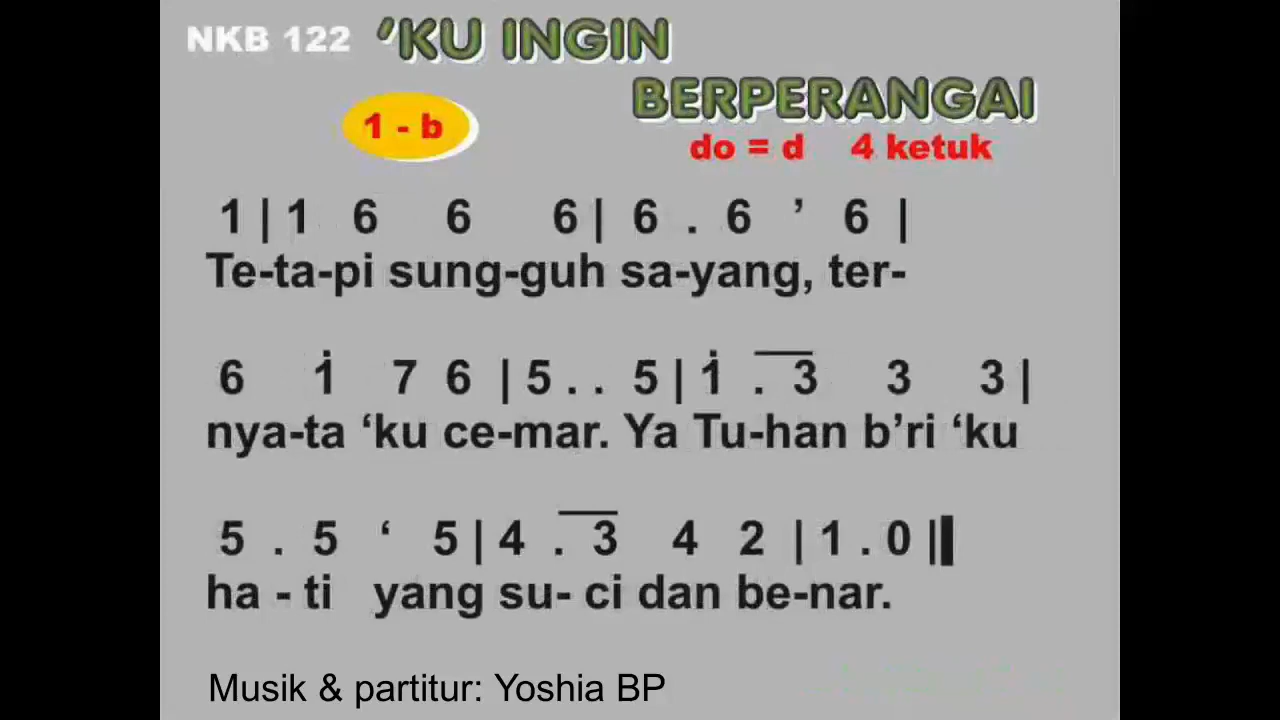 NKB 122 ’KU INGIN
BERPERANGAI
1 - b
do = d 4 ketuk
1 | 1 6 6 6 | 6 . 6 ’ 6 |
Te-ta-pi sung-guh sa-yang, ter-
6 1̇ 7 6 | 5 . . 5 | 1̇ . 3 3 3 |
nya-ta ‘ku ce-mar. Ya Tu-han b’ri ‘ku
5 . 5 ‘ 5 | 4 . 3 4 2 | 1 . 0 ||
ha - ti yang su- ci dan be-nar.
Musik & partitur: Yoshia BP